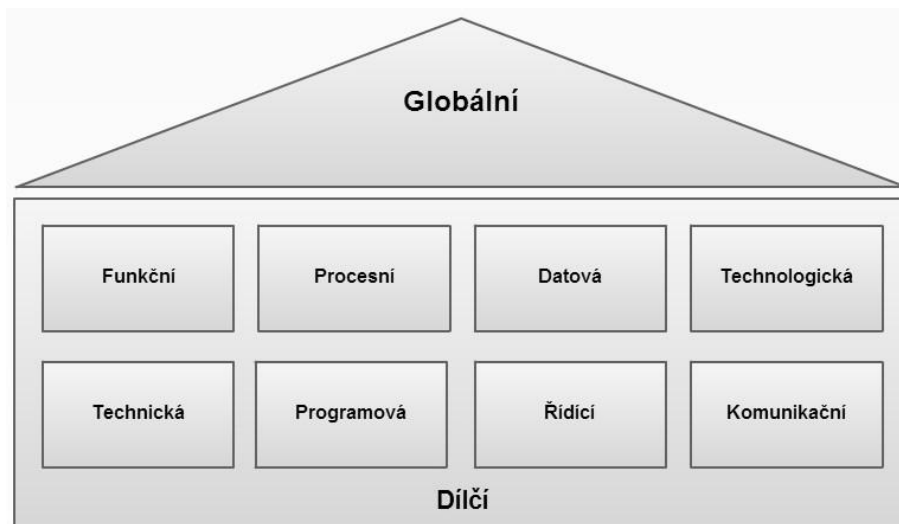 Globální
Funkční
Procesní
Datová
Technologická
Technická
Programová
Řídící
Komunikační
Dílčí